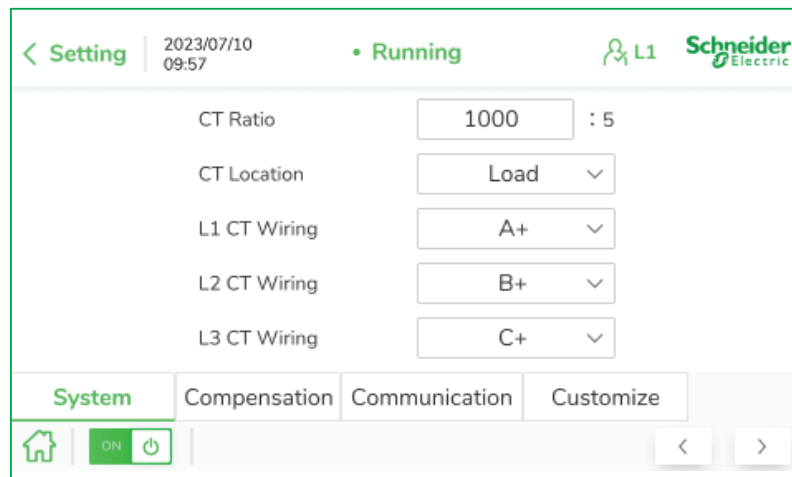 Setting 2023/07/10 09:57 • Running L1 Schneider Electric
CT Ratio 1000 : 5
CT Location Load
L1 CT Wiring A+
L2 CT Wiring B+
L3 CT Wiring C+
System Compensation Communication Customize
ON